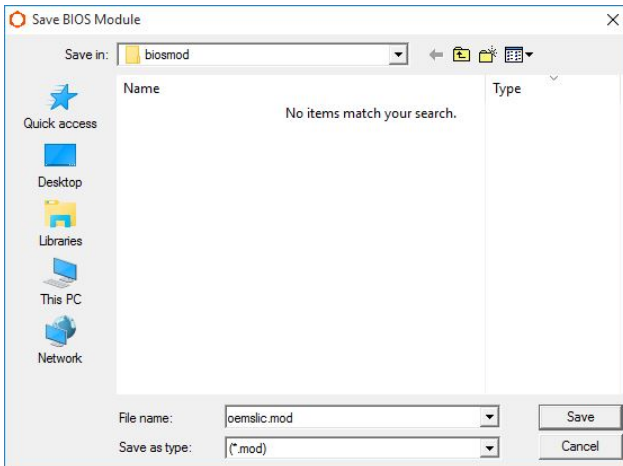 Save BIOS Module
Save in:
biosmod
Name
Type
No items match your search.
Quick access
Desktop
Libraries
This PC
Network
File name:
oemslic.mod
Save
Save as type:
(*.mod)
Cancel